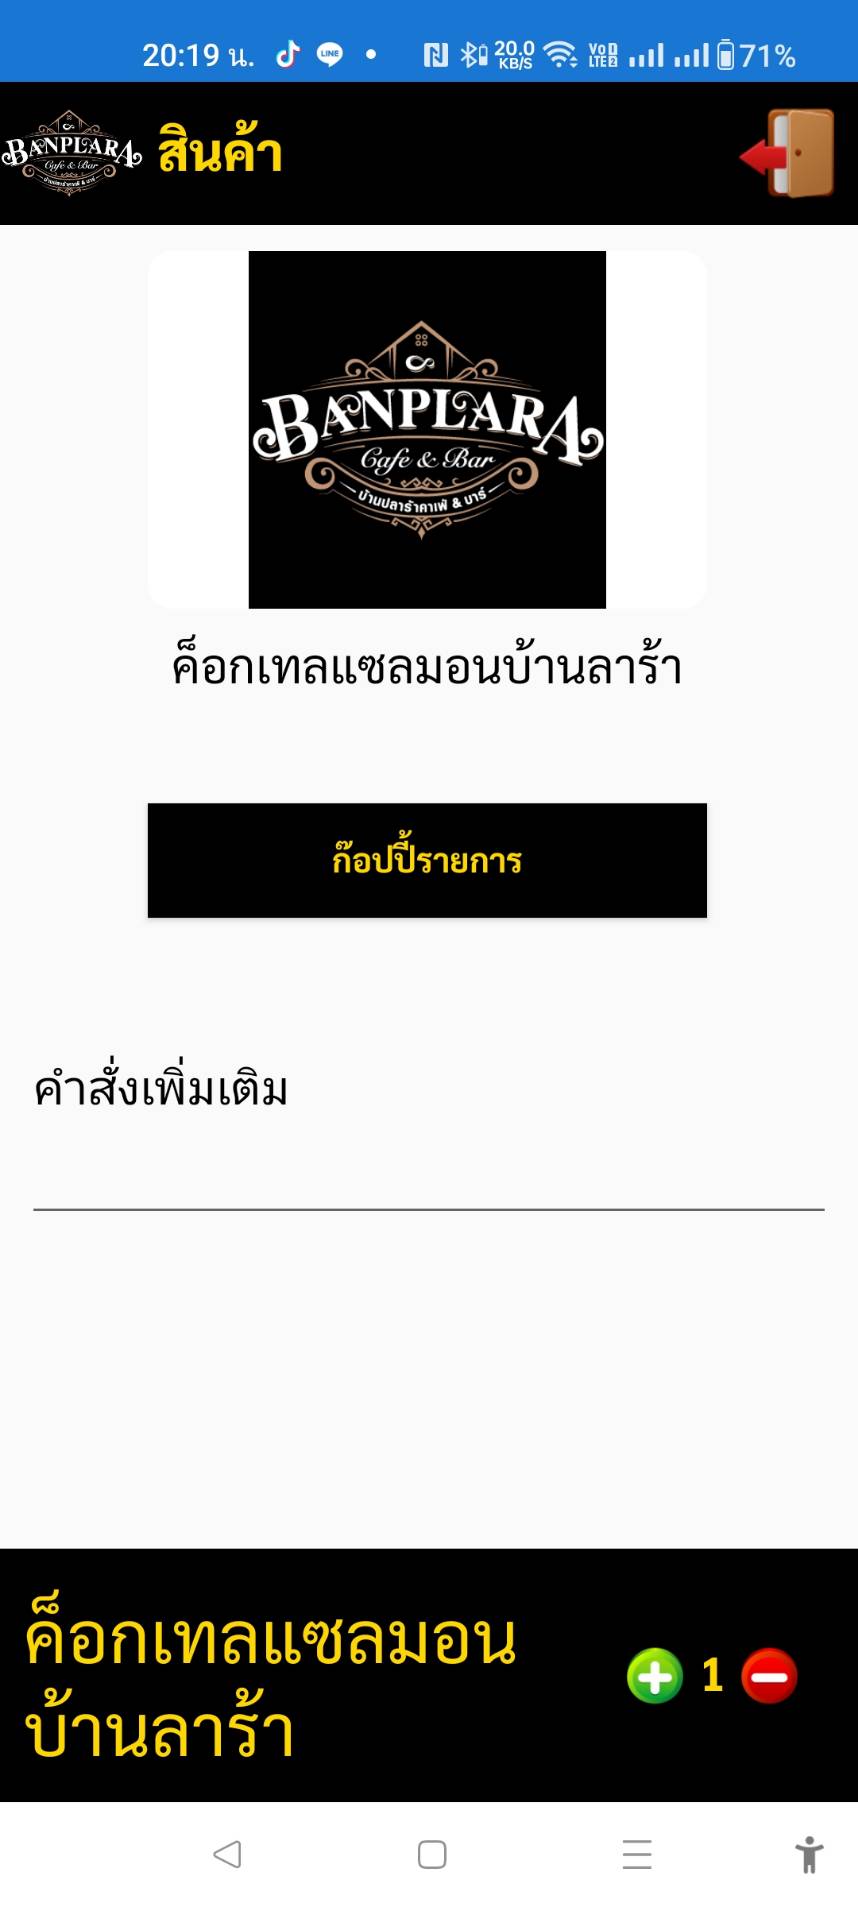 20:19 น. LINE 20.0 KB/S VoD LTE2 71%
BANPLARA
Cafe & Bar
บ้านปลาร้าคาเฟ่ & บาร์
สินค้า
BANPLARA
Cafe & Bar
บ้านปลาร้าคาเฟ่ & บาร์
ค็อกเทลแซลมอนบ้านลาร้า
ก๊อปปี้รายการ
คำสั่งเพิ่มเติม
ค็อกเทลแซลมอน
บ้านลาร้า
1